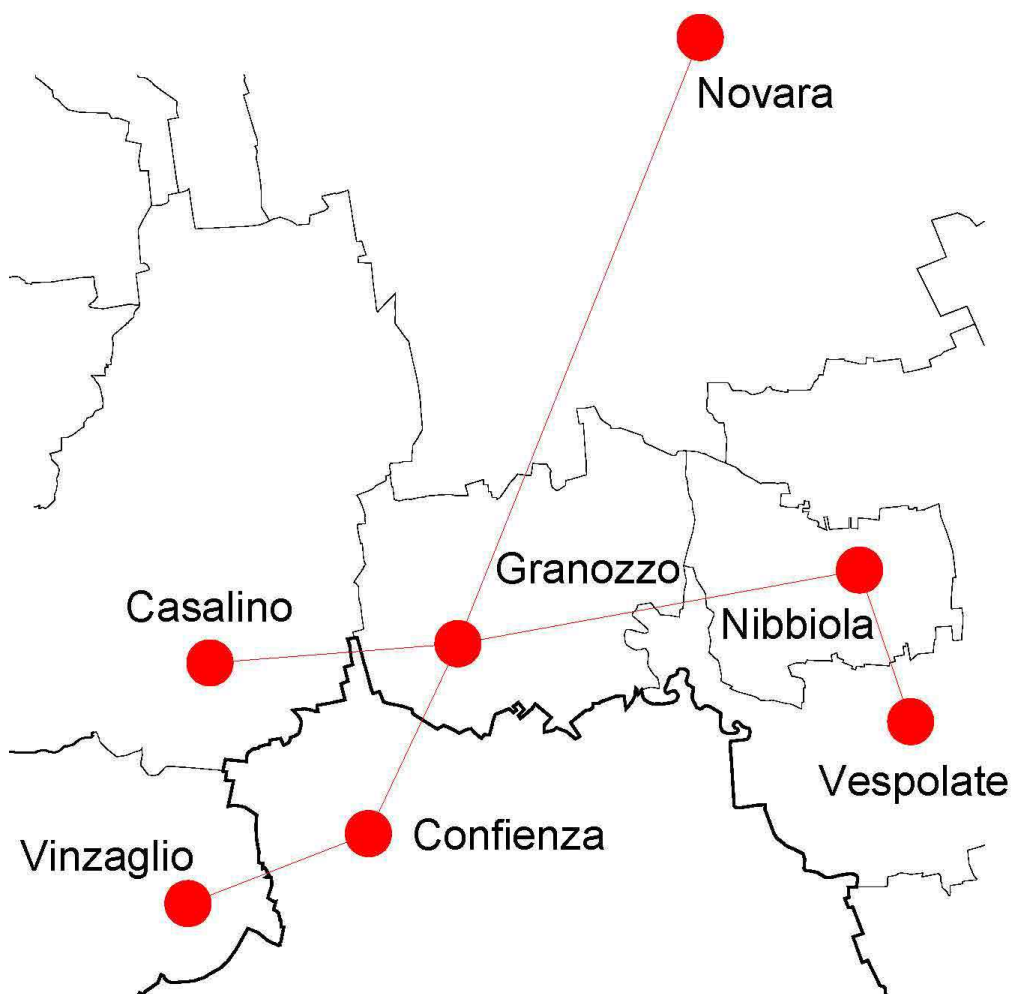 Novara
Granozzo
Casalino
Nibbiola
Vespolate
Confienza
Vinzaglio